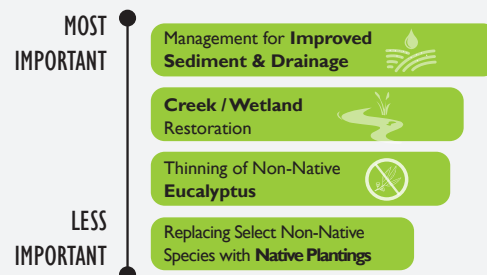 MOST
IMPORTANT
Management for Improved
Sediment & Drainage
Creek / Wetland
Restoration
Thinning of Non-Native
Eucalyptus
LESS
IMPORTANT
Replacing Select Non-Native
Species with Native Plantings